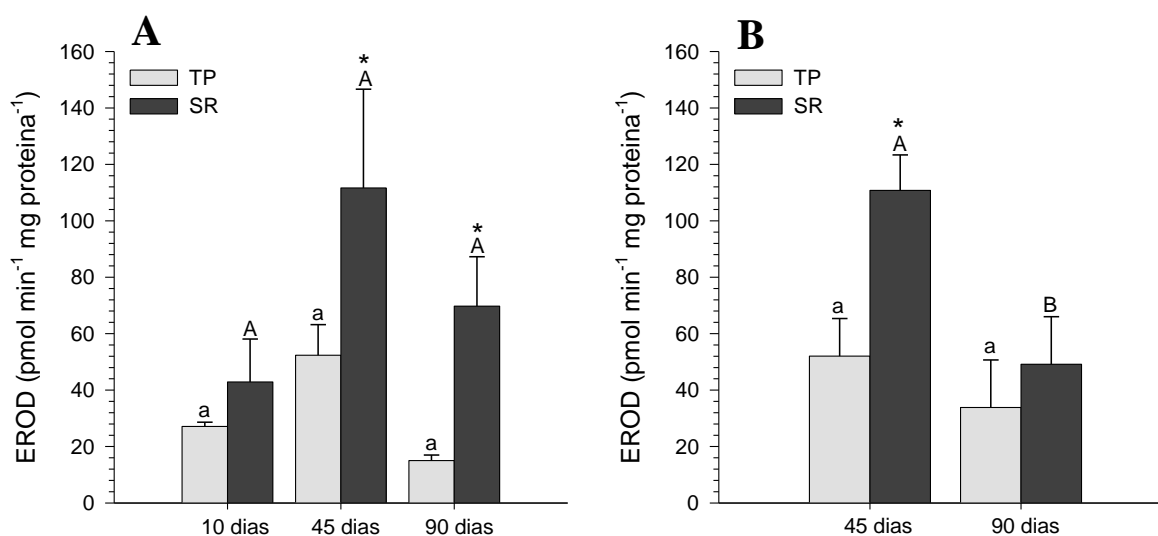 A
EROD (pmol min⁻¹ mg proteina⁻¹)
160
140
120
100
80
60
40
20
0
TP
SR
a
A
a
*
A
a
*
A
10 dias
45 dias
90 dias
B
EROD (pmol min⁻¹ mg proteina⁻¹)
160
140
120
100
80
60
40
20
0
TP
SR
a
*
A
a
B
45 dias
90 dias